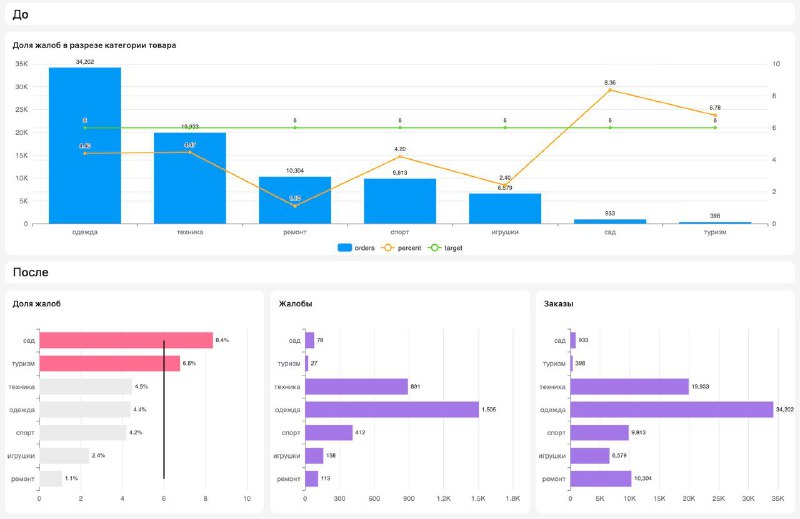 До
Доля жалоб в разрезе категории товара
35K 30K 25K 20K 15K 10K 5K 0
10 8 6 4 2 0
34,202 19,933 10,304 9,813 6,579 933 398
6 6 6 6 6 6
4.40 4.47 4.20 2.40 8.36 6.78
одежда техника ремонт спорт игрушки сад туризм
orders percent target
После
Доля жалоб
сад 8.4%
туризм 6.8%
техника 4.5%
одежда 4.4%
спорт 4.2%
игрушки 2.4%
ремонт 1.1%
0 2 4 6 8 10
Жалобы
сад 78
туризм 27
техника 891
одежда 1,505
спорт 412
игрушки 158
ремонт 113
0 300 600 900 1.2K 1.5K 1.8K
Заказы
сад 933
туризм 398
техника 19,933
одежда 34,202
спорт 9,813
игрушки 6,579
ремонт 10,304
0 5K 10K 15K 20K 25K 30K 35K